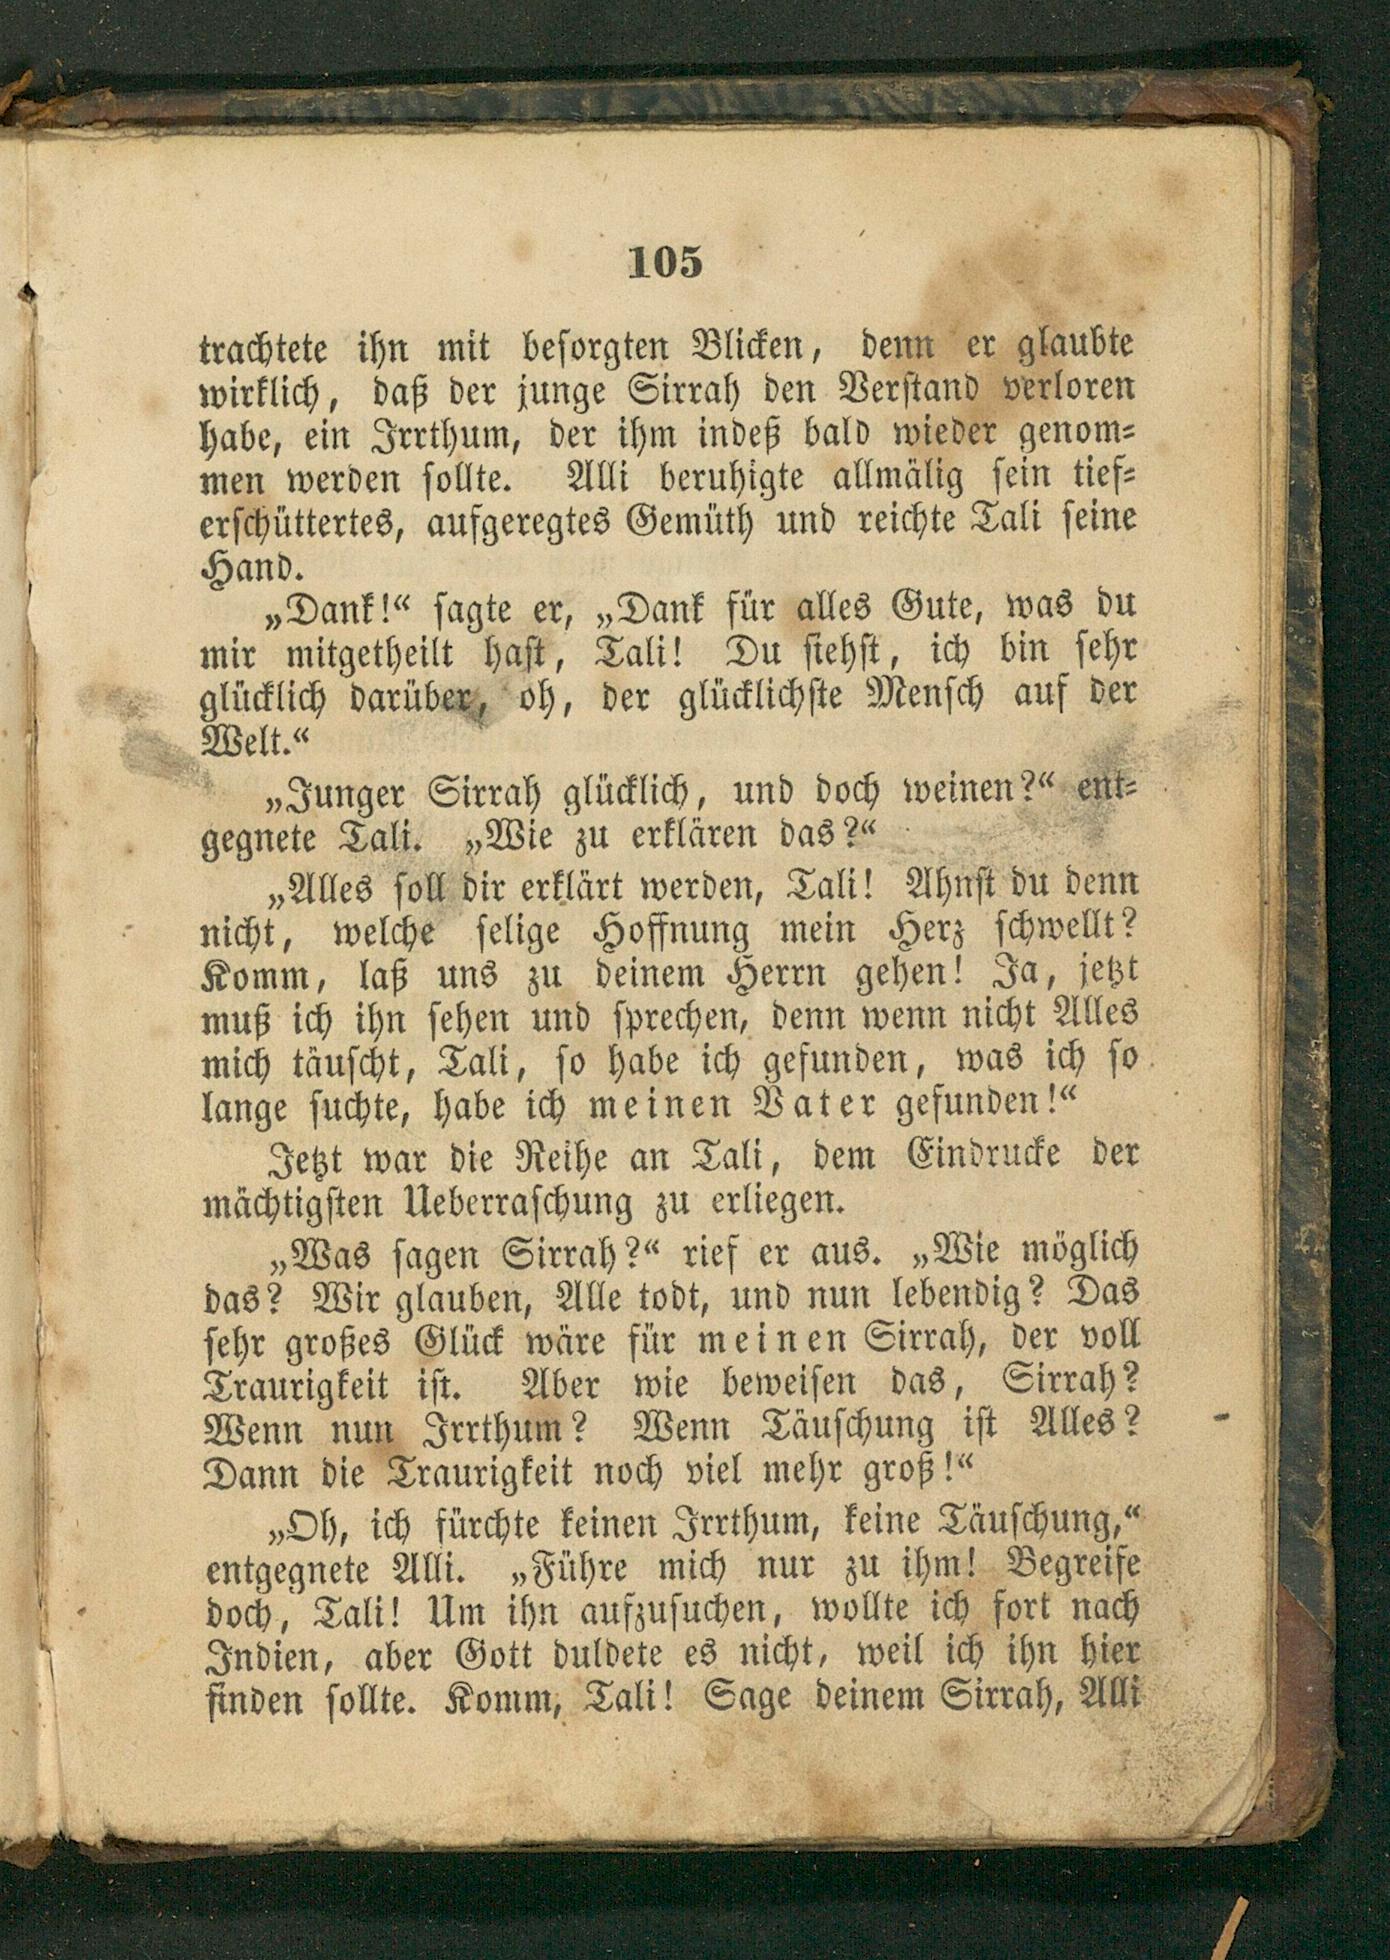 105
trachtete ihn mit besorgten Blicken, denn er glaubte
wirklich, daß der junge Sirrah den Verstand verloren
habe, ein Irrthum, der ihm indeß bald wieder genom-
men werden sollte. Alli beruhigte allmälig sein tief-
erschüttertes, aufgeregtes Gemüth und reichte Tali seine
Hand.
„Dank!“ sagte er, „Dank für alles Gute, was du
mir mitgetheilt hast, Tali! Du siehst, ich bin sehr
glücklich darüber, oh, der glücklichste Mensch auf der
Welt.“
„Junger Sirrah glücklich, und doch weinen?“ ent-
gegnete Tali. „Wie zu erklären das?“
„Alles soll dir erklärt werden, Tali! Ahnst du denn
nicht, welche selige Hoffnung mein Herz schwellt?
Komm, laß uns zu deinem Herrn gehen! Ja, jetzt
muß ich ihn sehen und sprechen, denn wenn nicht Alles
mich täuscht, Tali, so habe ich gefunden, was ich so
lange suchte, habe ich meinen Vater gefunden!“
Jetzt war die Reihe an Tali, dem Eindrucke der
mächtigsten Ueberraschung zu erliegen.
„Was sagen Sirrah?“ rief er aus. „Wie möglich
das? Wir glauben, Alle todt, und nun lebendig? Das
sehr großes Glück wäre für meinen Sirrah, der voll
Traurigkeit ist. Aber wie beweisen das, Sirrah?
Wenn nun Irrthum? Wenn Täuschung ist Alles?
Dann die Traurigkeit noch viel mehr groß!“
„Oh, ich fürchte keinen Irrthum, keine Täuschung,“
entgegnete Alli. „Führe mich nur zu ihm! Begreife
doch, Tali! Um ihn aufzusuchen, wollte ich fort nach
Indien, aber Gott duldete es nicht, weil ich ihn hier
finden sollte. Komm, Tali! Sage deinem Sirrah, Alli